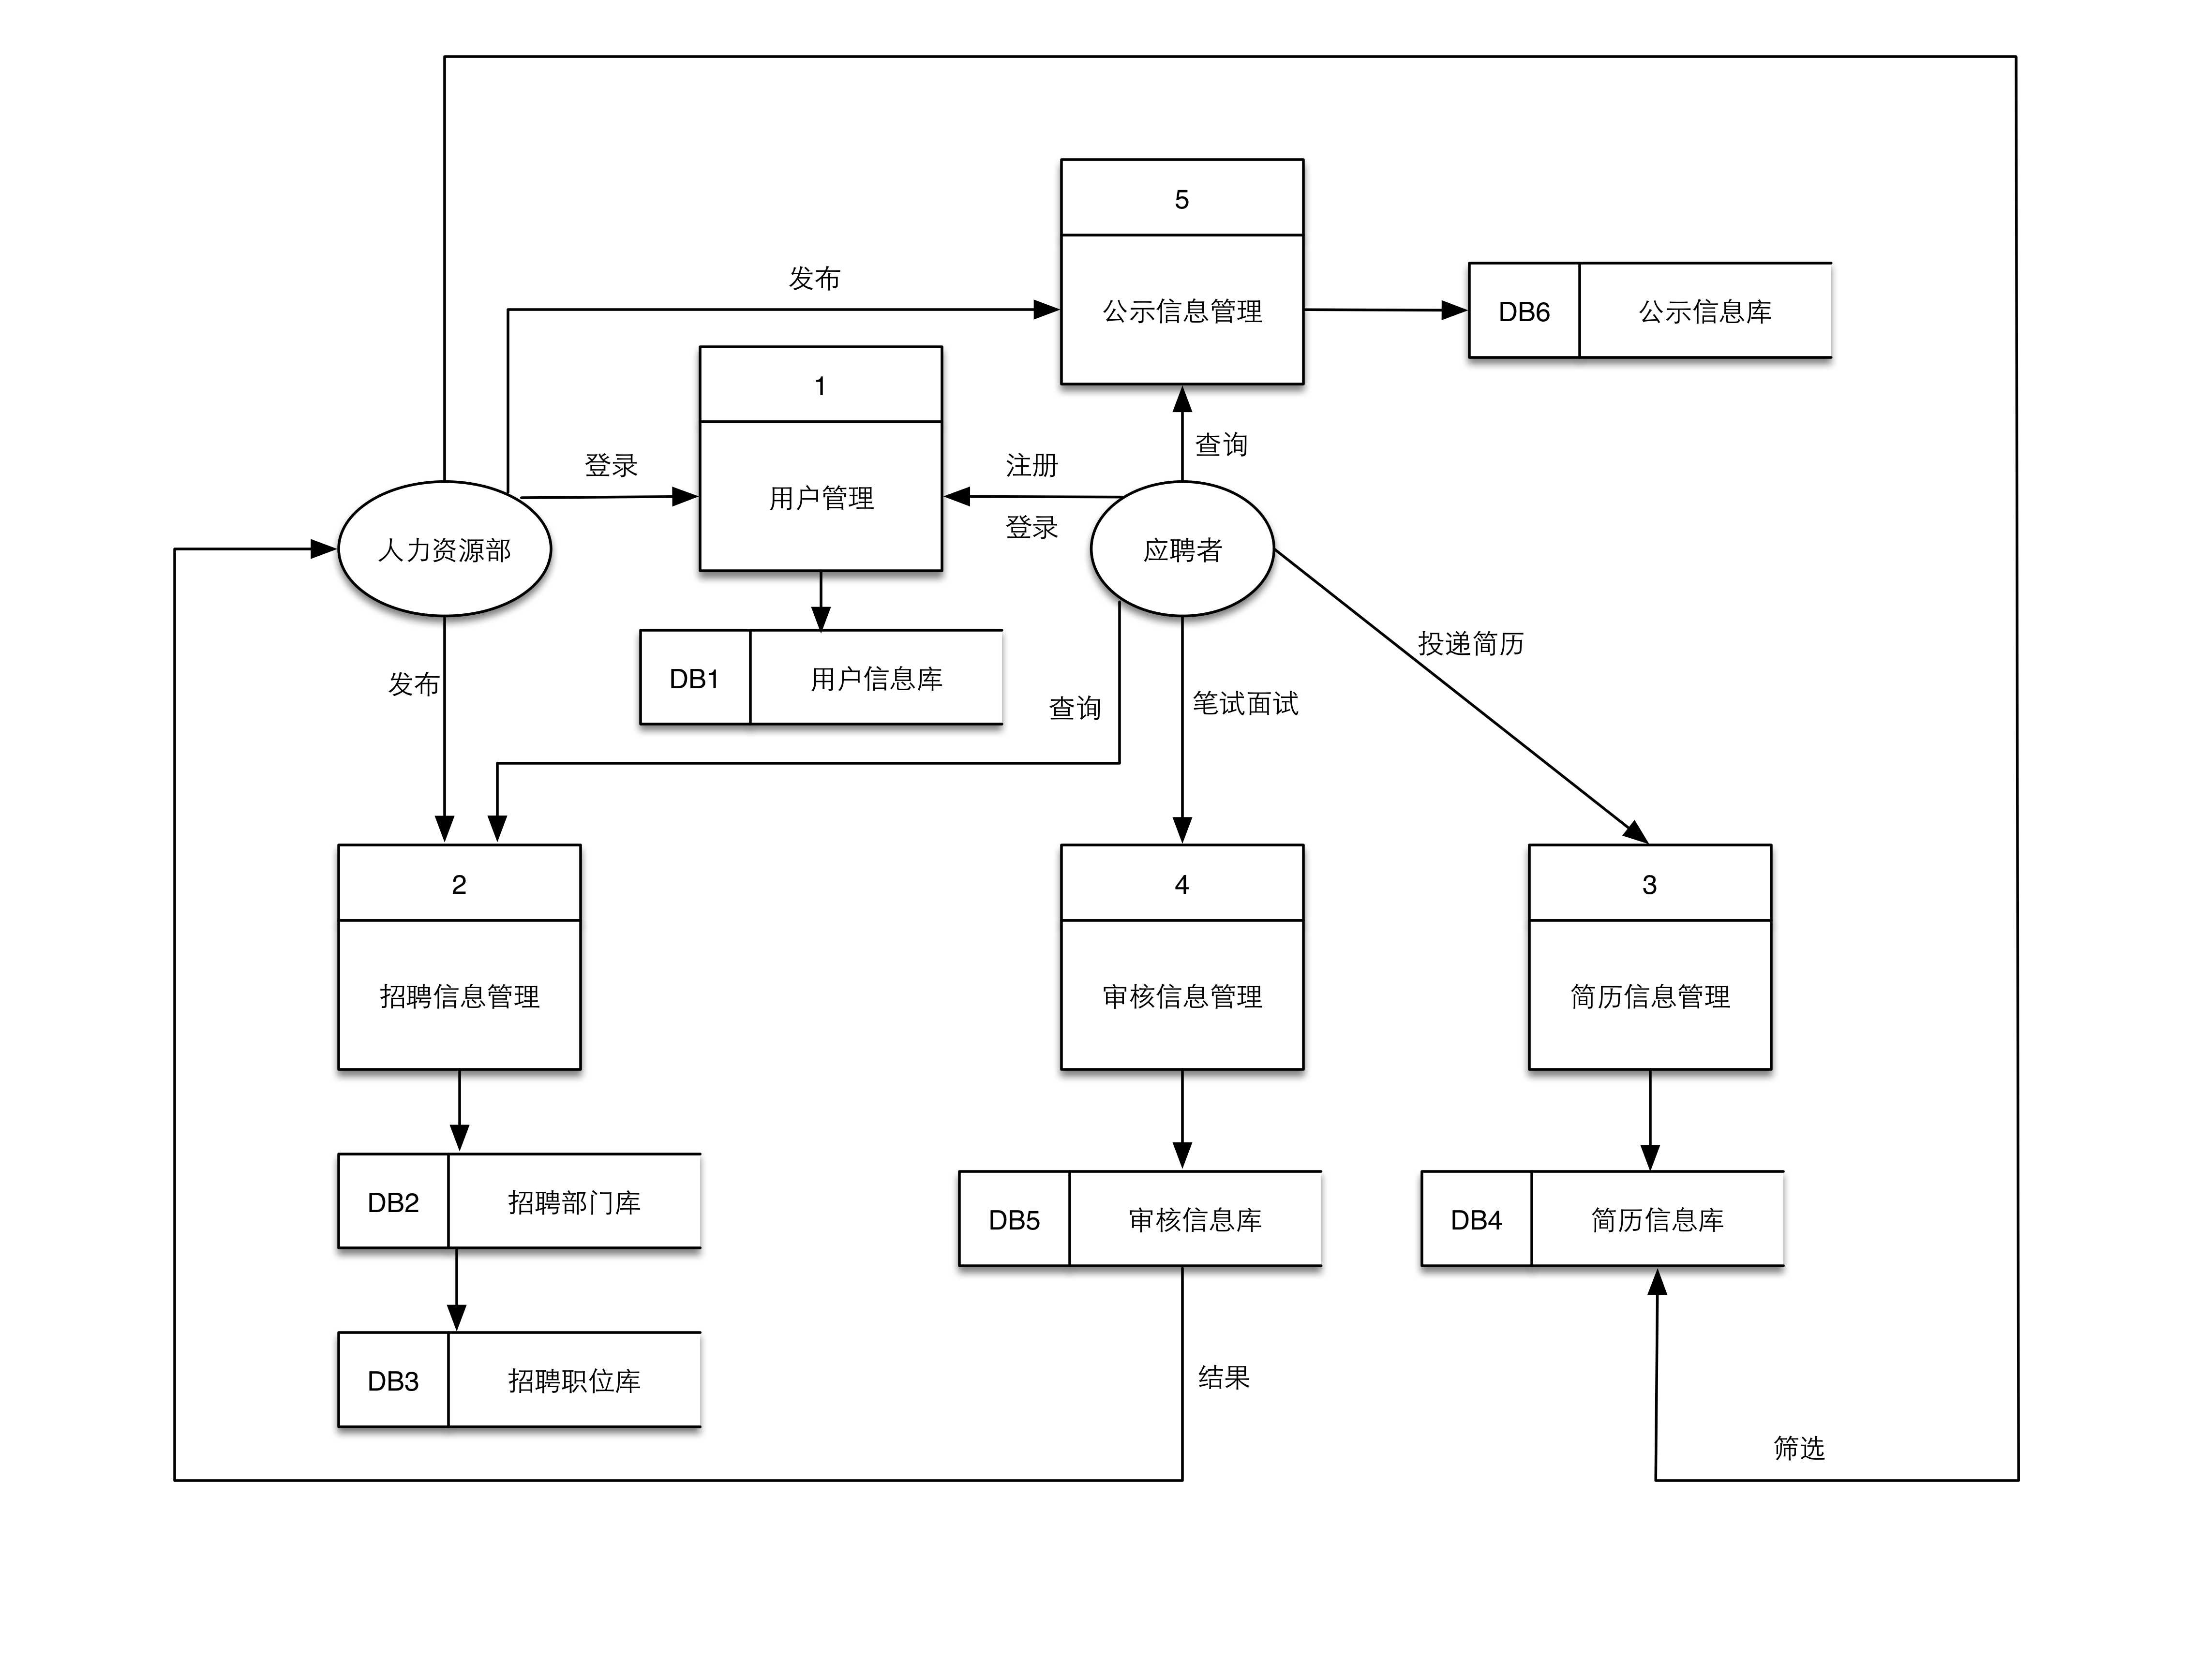 5
公示信息管理
发布
DB6
公示信息库
1
用户管理
查询
登录
注册
登录
人力资源部
应聘者
DB1
用户信息库
投递简历
发布
查询
笔试面试
2
招聘信息管理
4
审核信息管理
3
简历信息管理
DB2
招聘部门库
DB5
审核信息库
DB4
简历信息库
DB3
招聘职位库
结果
筛选